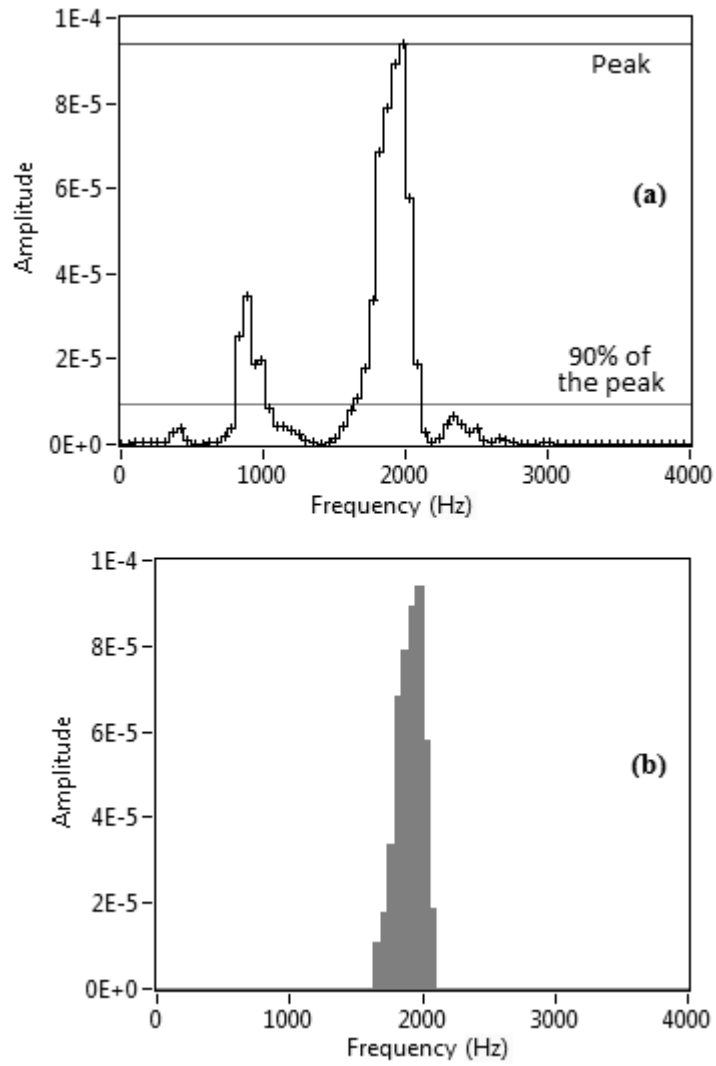 1E-4
Peak
8E-5
6E-5
(a)
Amplitude
4E-5
2E-5
90% of
the peak
0E+0
0 1000 2000 3000 4000
Frequency (Hz)
1E-4
8E-5
6E-5
(b)
Amplitude
4E-5
2E-5
0E+0
0 1000 2000 3000 4000
Frequency (Hz)